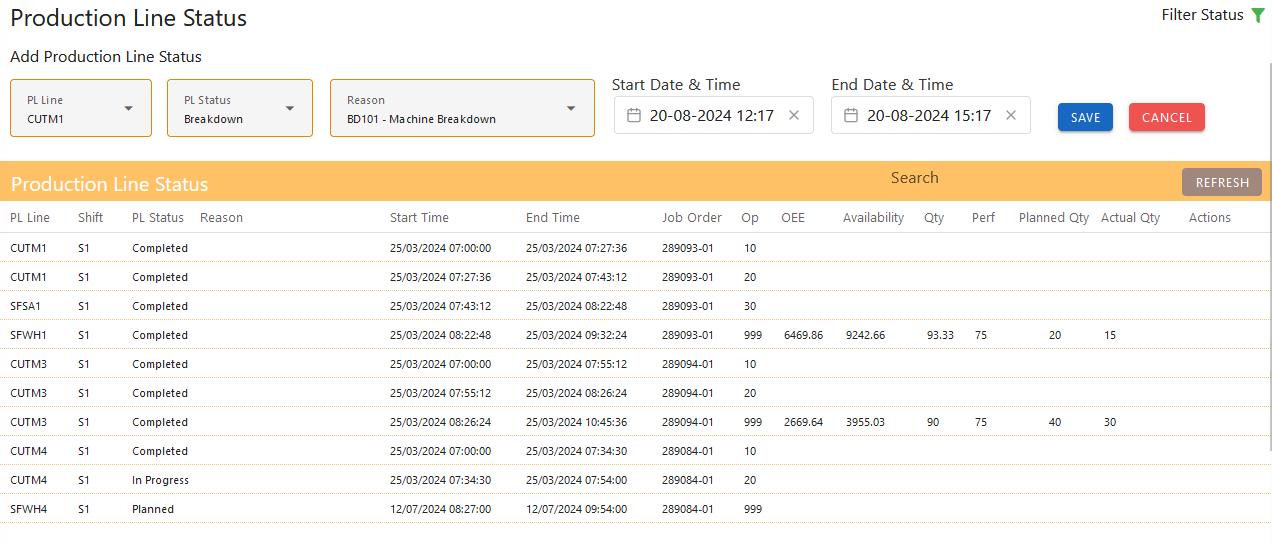 Production Line Status
Filter Status
Add Production Line Status
PL Line
CUTM1
PL Status
Breakdown
Reason
BD101 - Machine Breakdown
Start Date & Time
20-08-2024 12:17
End Date & Time
20-08-2024 15:17
SAVE
CANCEL
Production Line Status
Search
REFRESH
PL Line Shift PL Status Reason Start Time End Time Job Order Op OEE Availability Qty Perf Planned Qty Actual Qty Actions
CUTM1 S1 Completed 25/03/2024 07:00:00 25/03/2024 07:27:36 289093-01 10
CUTM1 S1 Completed 25/03/2024 07:27:36 25/03/2024 07:43:12 289093-01 20
SFSA1 S1 Completed 25/03/2024 07:43:12 25/03/2024 08:22:48 289093-01 30
SFWH1 S1 Completed 25/03/2024 08:22:48 25/03/2024 09:32:24 289093-01 999 6469.86 9242.66 93.33 75 20 15
CUTM3 S1 Completed 25/03/2024 07:00:00 25/03/2024 07:55:12 289094-01 10
CUTM3 S1 Completed 25/03/2024 07:55:12 25/03/2024 08:26:24 289094-01 20
CUTM3 S1 Completed 25/03/2024 08:26:24 25/03/2024 10:45:36 289094-01 999 2669.64 3955.03 90 75 40 30
CUTM4 S1 Completed 25/03/2024 07:00:00 25/03/2024 07:34:30 289084-01 10
CUTM4 S1 In Progress 25/03/2024 07:34:30 25/03/2024 07:54:00 289084-01 20
SFWH4 S1 Planned 12/07/2024 08:27:00 12/07/2024 09:54:00 289084-01 999